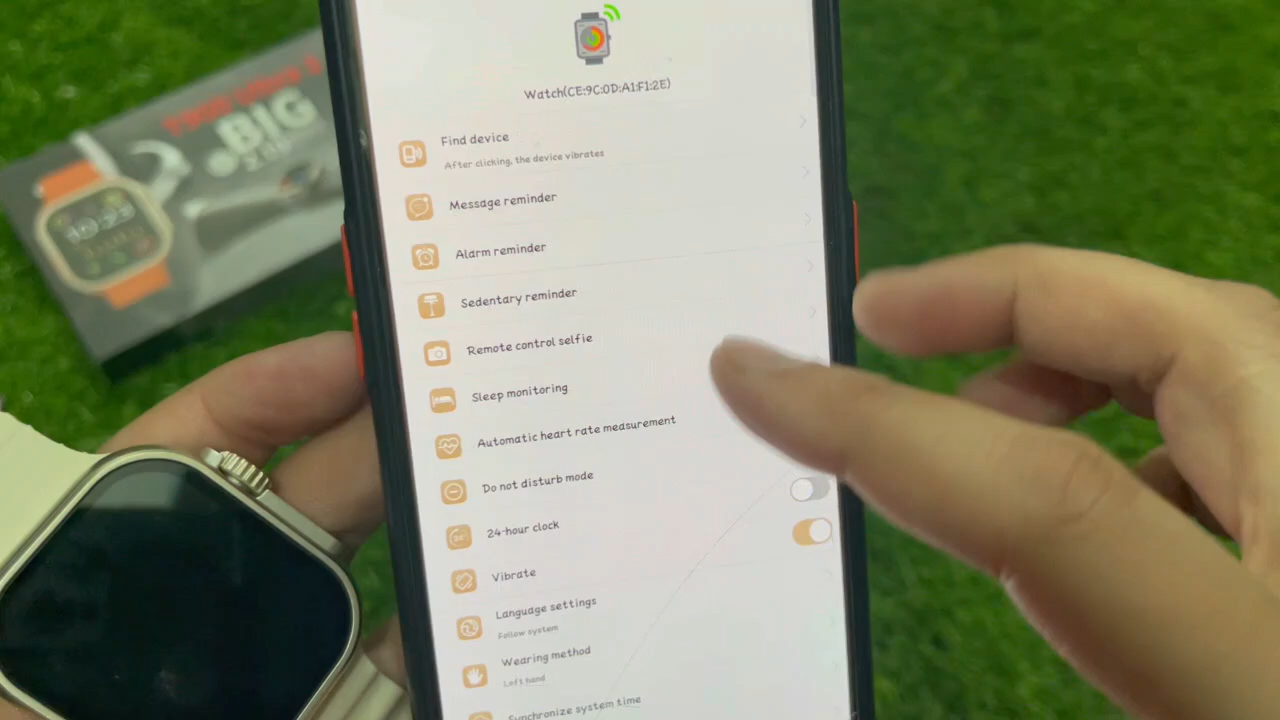 Watch(CE:9C:0D:A1:F1:2E)
Find device
After clicking, the device vibrates
Message reminder
Alarm reminder
Sedentary reminder
Remote control selfie
Sleep monitoring
Automatic heart rate measurement
Do not disturb mode
24-hour clock
Vibrate
Language settings
Follow system
Wearing method
Left hand
Synchronize system time
BIG